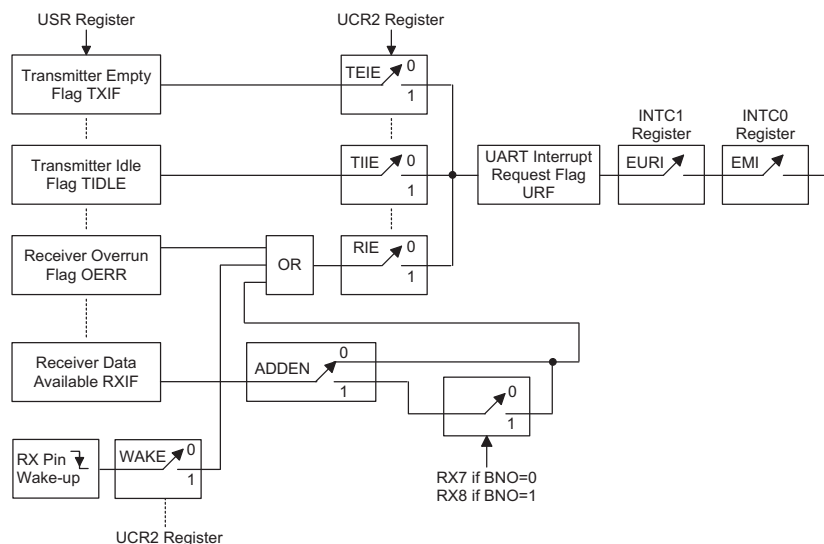 USR Register
UCR2 Register
Transmitter Empty
Flag TXIF
TEIE
0
1
INTC1
Register
INTC0
Register
Transmitter Idle
Flag TIDLE
TIIE
0
1
UART Interrupt
Request Flag
URF
EURI
EMI
Receiver Overrun
Flag OERR
OR
RIE
0
1
Receiver Data
Available RXIF
ADDEN
0
1
0
1
RX Pin
Wake-up
WAKE
0
1
RX7 if BNO=0
RX8 if BNO=1
UCR2 Register